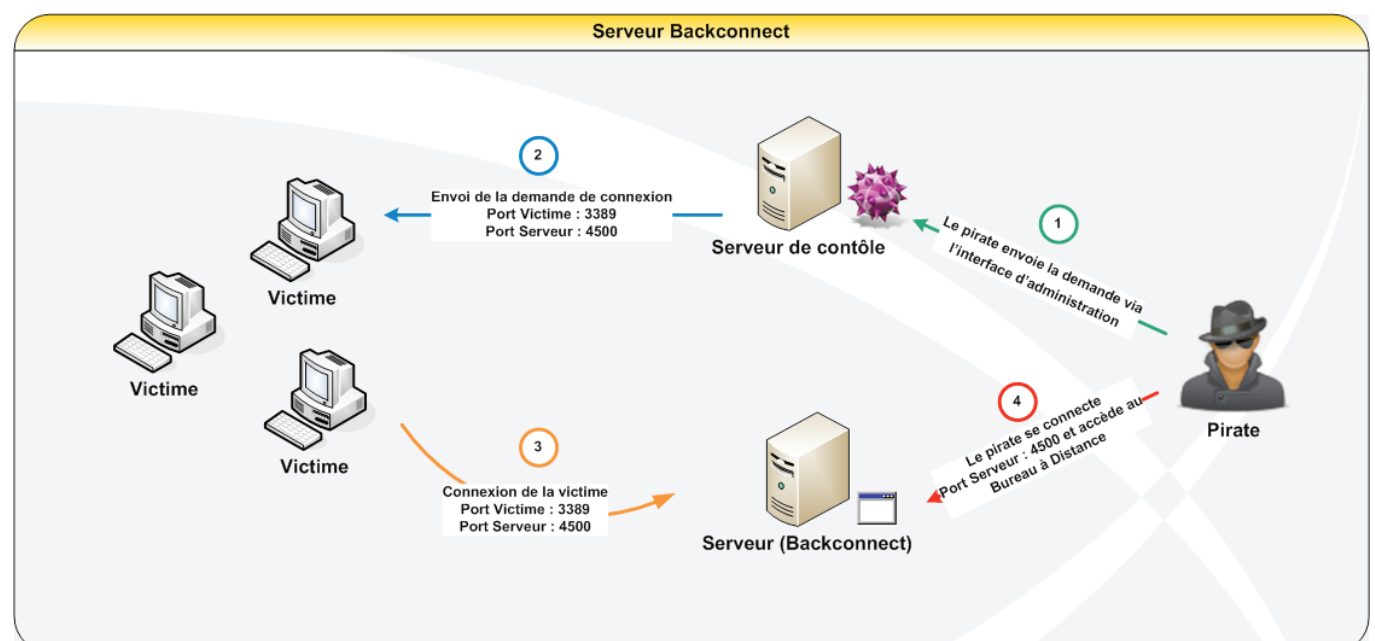 Serveur Backconnect
2
Envoi de la demande de connexion
Port Victime : 3389
Port Serveur : 4500
Serveur de contôle
1
Le pirate envoie la demande via
l'interface d'administration
Victime
Victime
Victime
3
Connexion de la victime
Port Victime : 3389
Port Serveur : 4500
Serveur (Backconnect)
4
Le pirate se connecte
Port Serveur : 4500 et accède au
Bureau à Distance
Pirate